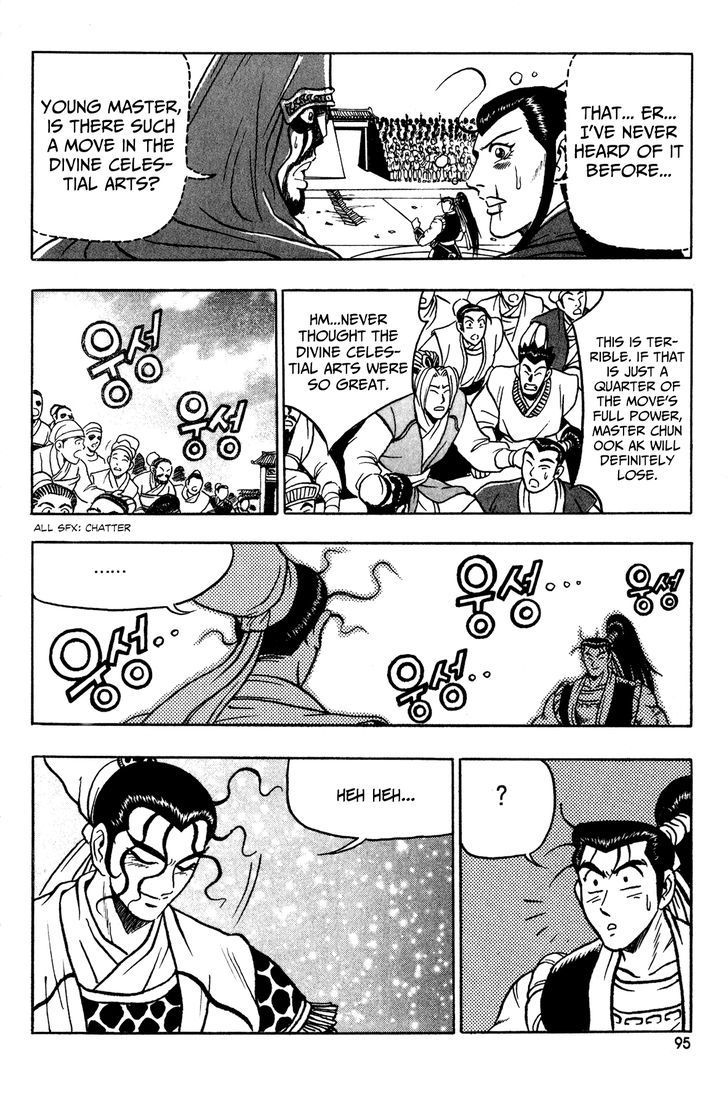 YOUNG MASTER,
IS THERE SUCH
A MOVE IN THE
DIVINE CELES-
TIAL ARTS?
THAT... ER...
I'VE NEVER
HEARD OF IT
BEFORE...
?
웅성
웅성
ALL SFX: CHATTER
HM...NEVER
THOUGHT THE
DIVINE CELES-
TIAL ARTS WERE
SO GREAT.
THIS IS TER-
RIBLE. IF THAT
IS JUST A
QUARTER OF
THE MOVE'S
FULL POWER,
MASTER CHUN
OOK AK WILL
DEFINITELY
LOSE.
......
웅성..
웅성
웅성...
웅성
HEH HEH...
?
95